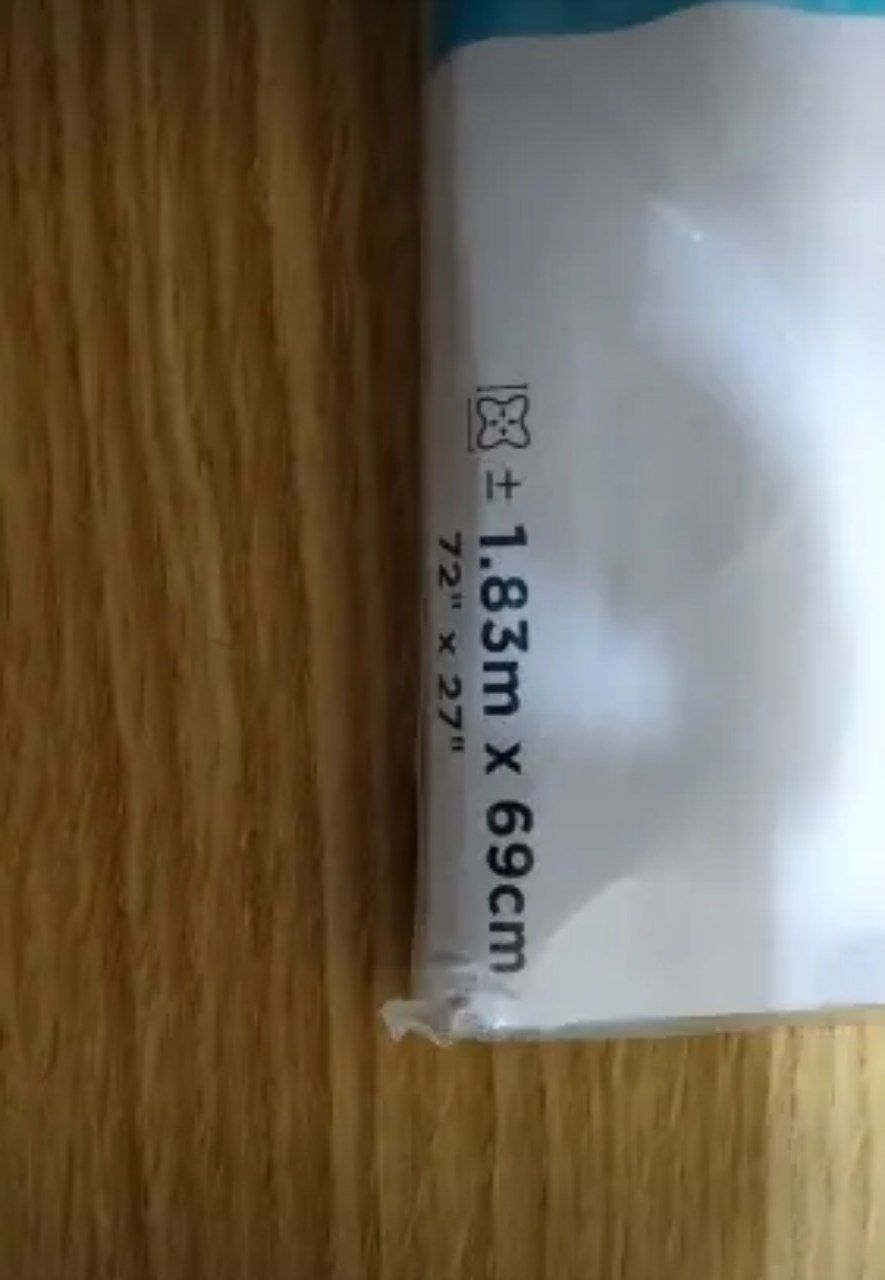 ± 1.83m x 69cm
72" x 27"